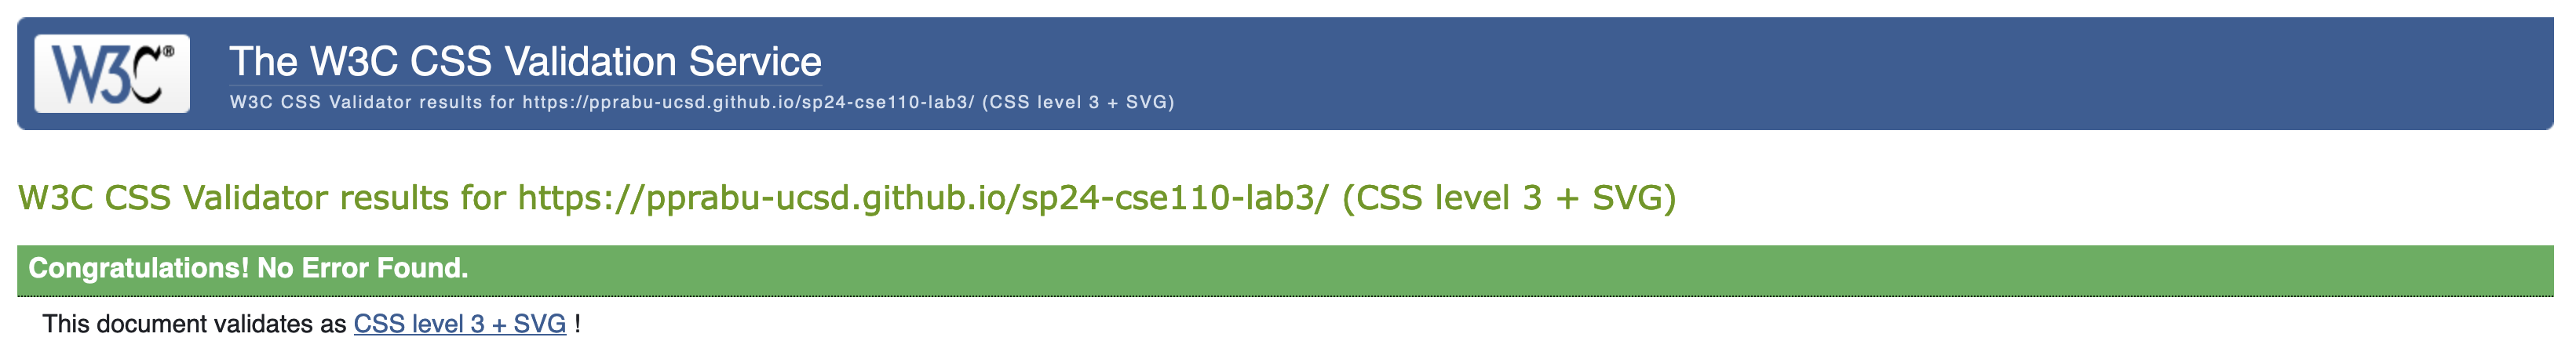 W3C®
The W3C CSS Validation Service
W3C CSS Validator results for https://pprabu-ucsd.github.io/sp24-cse110-lab3/ (CSS level 3 + SVG)
W3C CSS Validator results for https://pprabu-ucsd.github.io/sp24-cse110-lab3/ (CSS level 3 + SVG)
Congratulations! No Error Found.
This document validates as CSS level 3 + SVG !